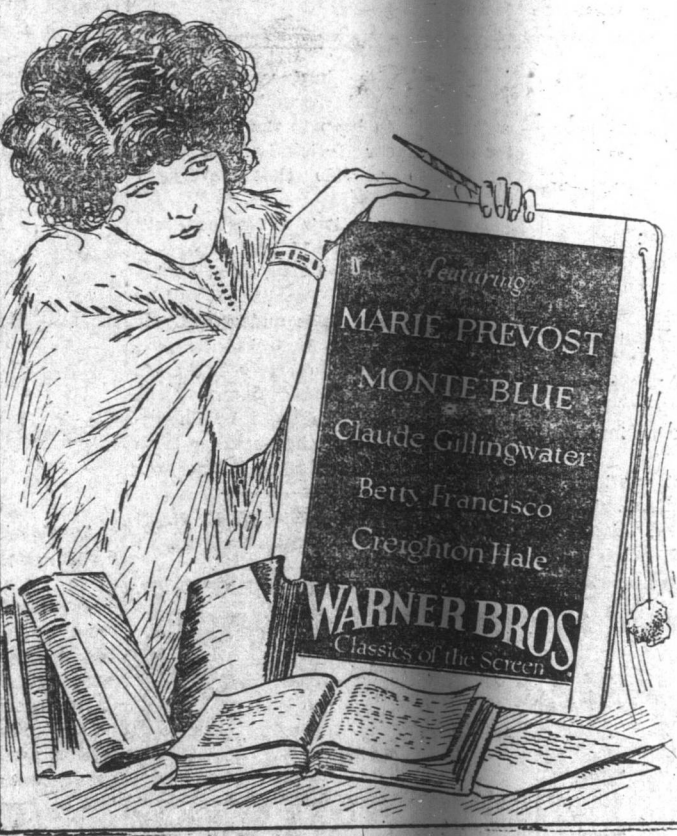 featuring
MARIE PREVOST
MONTE BLUE
Claude Gillingwater
Betty Francisco
Creighton Hale
WARNER BROS.
Classics of the Screen